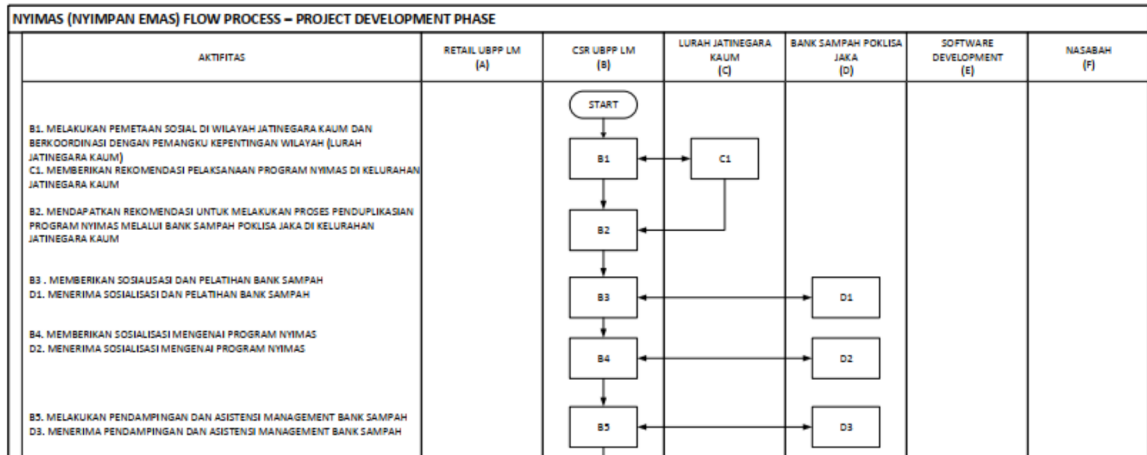 NYIMAS (NYIMPAN EMAS) FLOW PROCESS – PROJECT DEVELOPMENT PHASE
AKTIFITAS
RETAIL UBPP LM
(A)
CSR UBPP LM
(B)
LURAH JATINEGARA
KAUM
(C)
BANK SAMPAH POKLISA
JAKA
(D)
SOFTWARE
DEVELOPMENT
(E)
NASABAH
(F)
START
B1. MELAKUKAN PEMETAAN SOSIAL DI WILAYAH JATINEGARA KAUM DAN
BERKOORDINASI DENGAN PEMANGKU KEPENTINGAN WILAYAH (LURAH
JATINEGARA KAUM)
C1. MEMBERIKAN REKOMENDASI PELAKSANAAN PROGRAM NYIMAS DI KELURAHAN
JATINEGARA KAUM
B1
C1
B2. MENDAPATKAN REKOMENDASI UNTUK MELAKUKAN PROSES PENDUPLIKASIAN
PROGRAM NYIMAS MELALUI BANK SAMPAH POKLISA JAKA DI KELURAHAN
JATINEGARA KAUM
B2
B3 . MEMBERIKAN SOSIALISASI DAN PELATIHAN BANK SAMPAH
D1. MENERIMA SOSIALISASI DAN PELATIHAN BANK SAMPAH
B3
D1
B4. MEMBERIKAN SOSIALISASI MENGENAI PROGRAM NYIMAS
D2. MENERIMA SOSIALISASI MENGENAI PROGRAM NYIMAS
B4
D2
B5. MELAKUKAN PENDAMPINGAN DAN ASISTENSI MANAGEMENT BANK SAMPAH
D3. MENERIMA PENDAMPINGAN DAN ASISTENSI MANAGEMENT BANK SAMPAH
B5
D3